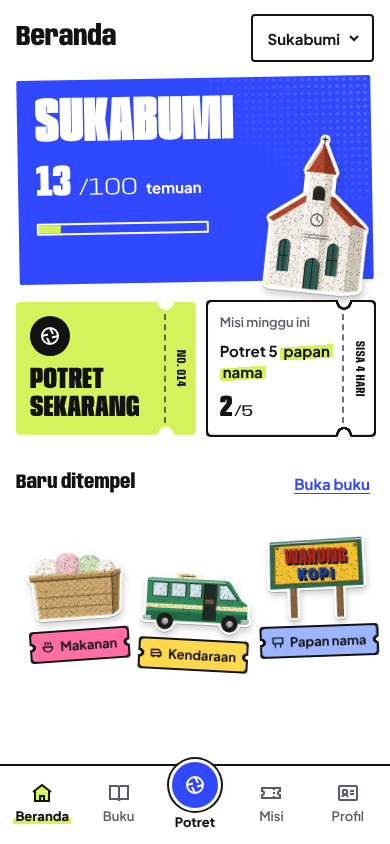 Beranda
Sukabumi
SUKABUMI
13 /100 temuan
POTRET
SEKARANG
NO. 014
Misi minggu ini
Potret 5 papan
nama
2/5
SISA 4 HARI
Baru ditempel
Buka buku
Makanan
Kendaraan
WARUNG
KOPI
Papan nama
Beranda
Buku
Potret
Misi
Profil